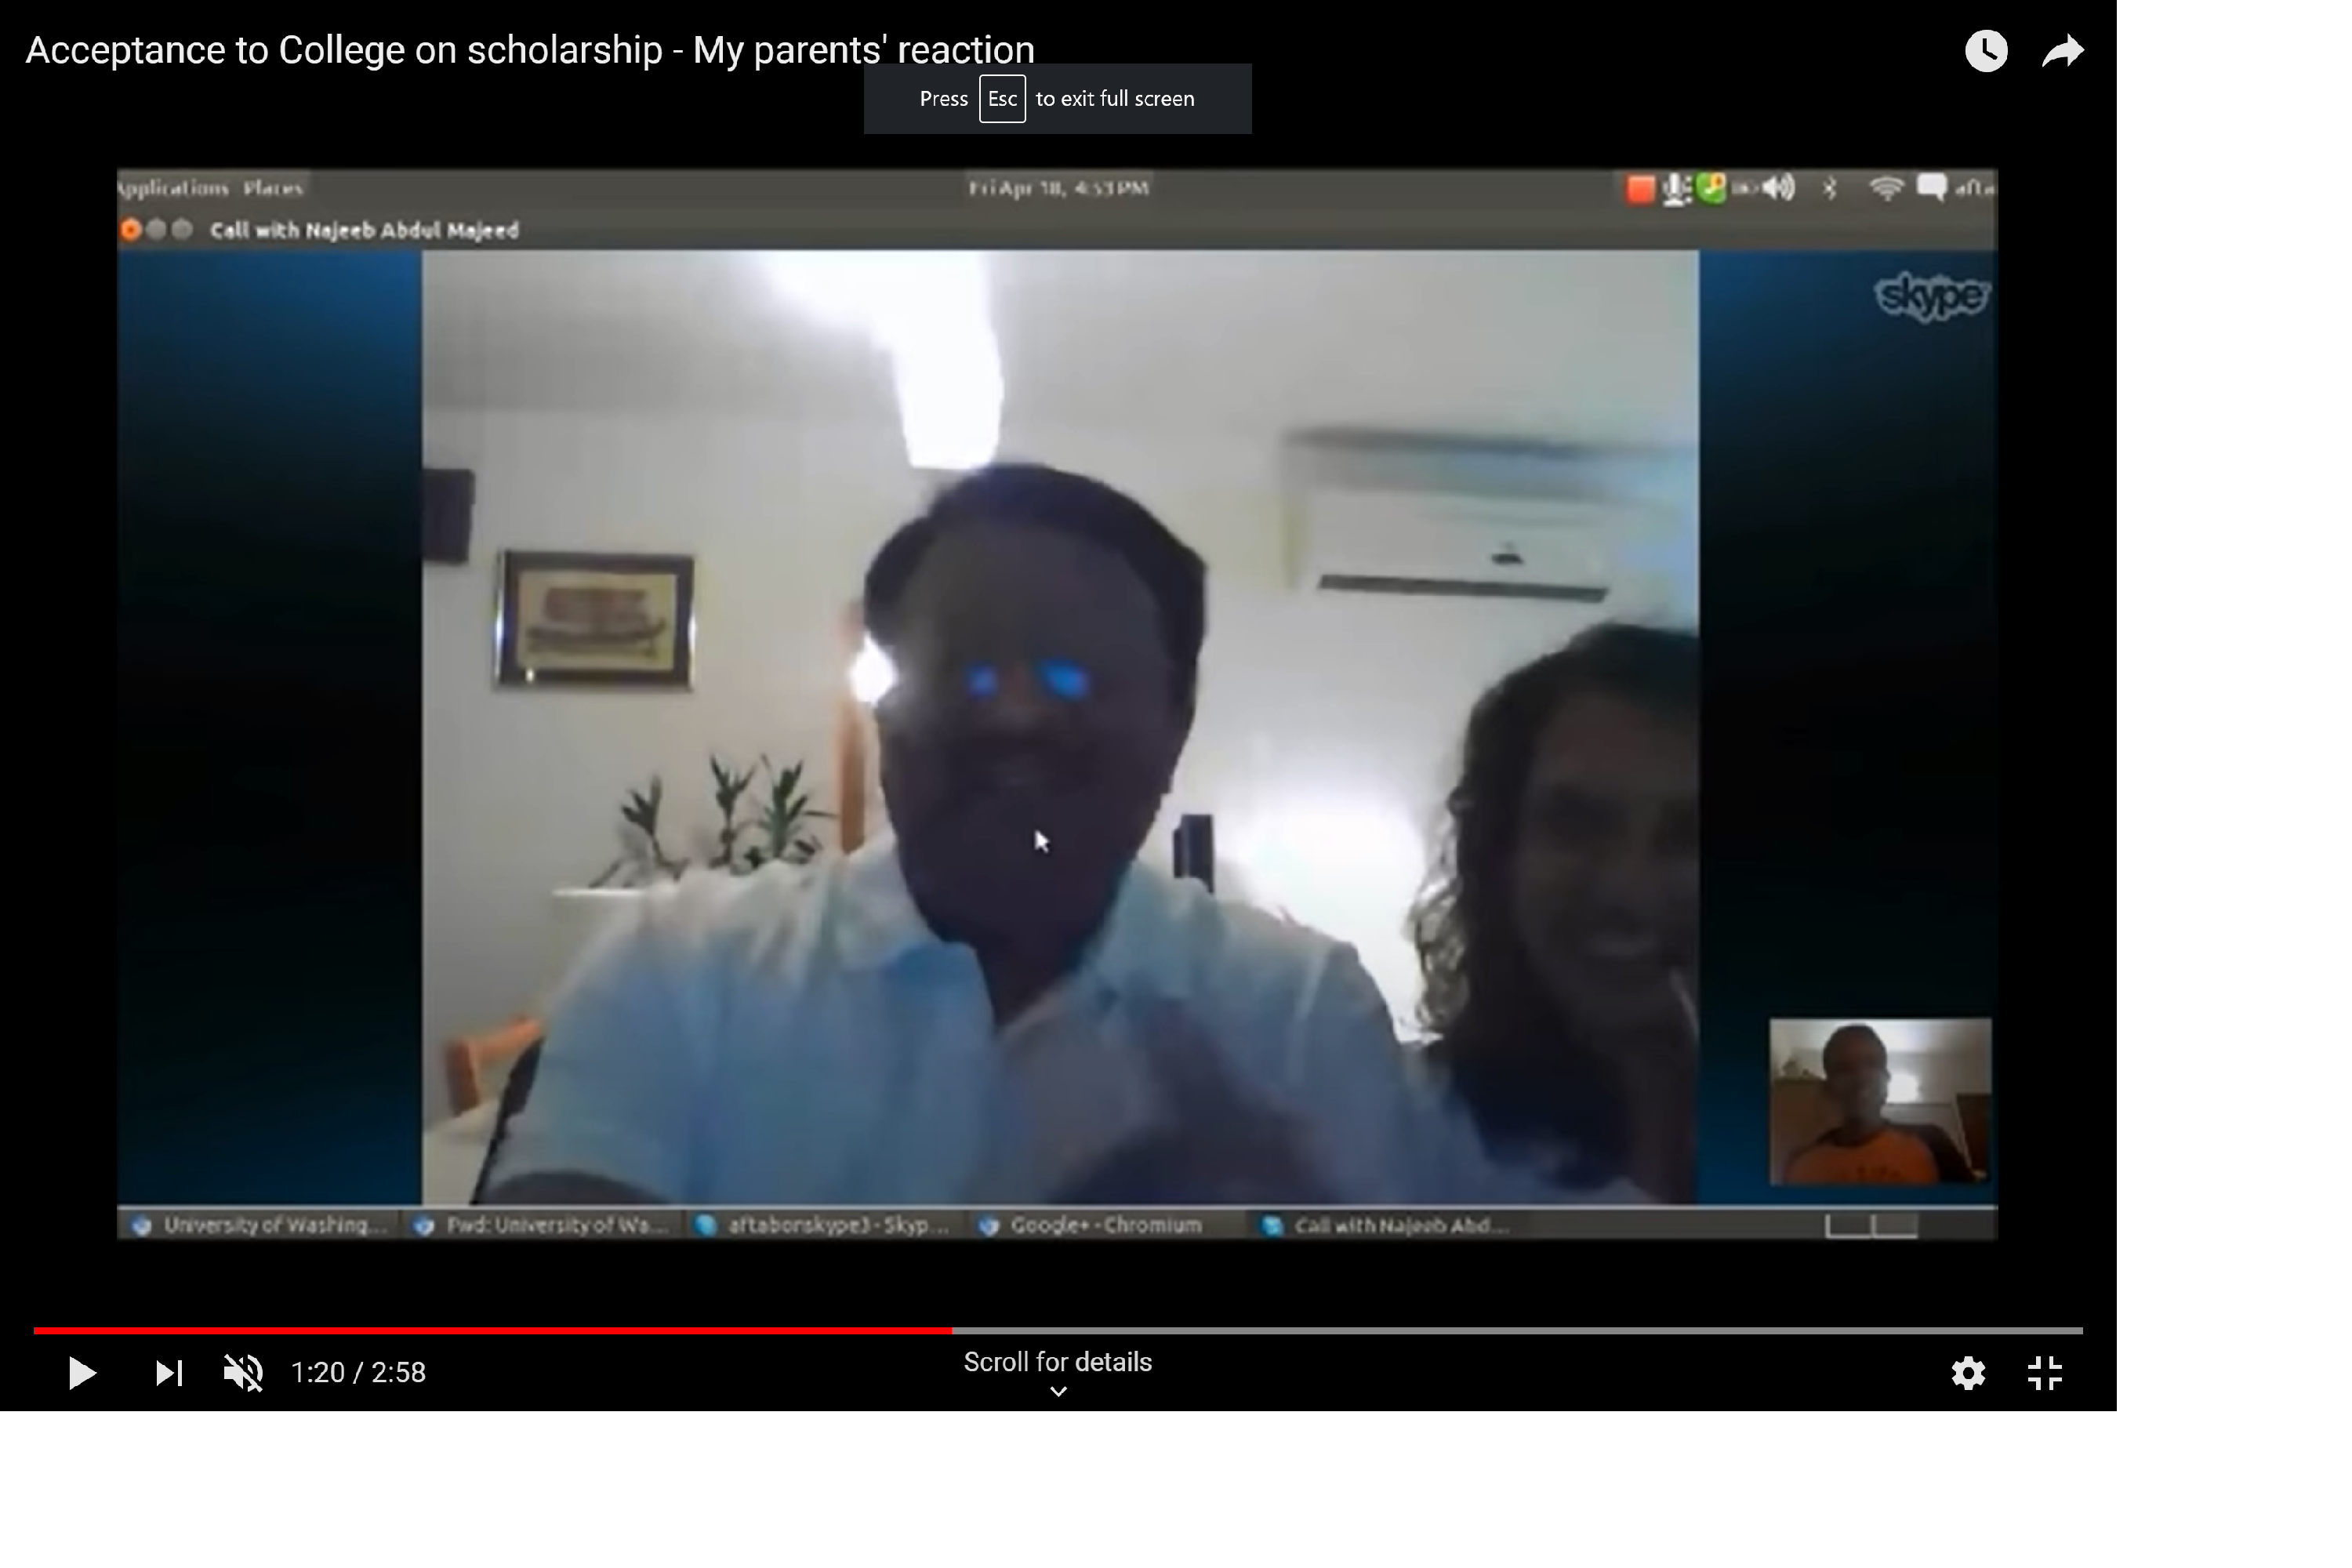 Acceptance to College on scholarship - My parents' reaction
Press Esc to exit full screen
Applications Places
Fri Apr 18, 4:53 PM
afta
Call with Najeeb Abdul Majeed
skype
University of Washing...
Fwd: University of Wa...
aftabonskype3 - Skyp...
Google+ - Chromium
Call with Najeeb Abd...
1:20 / 2:58
Scroll for details